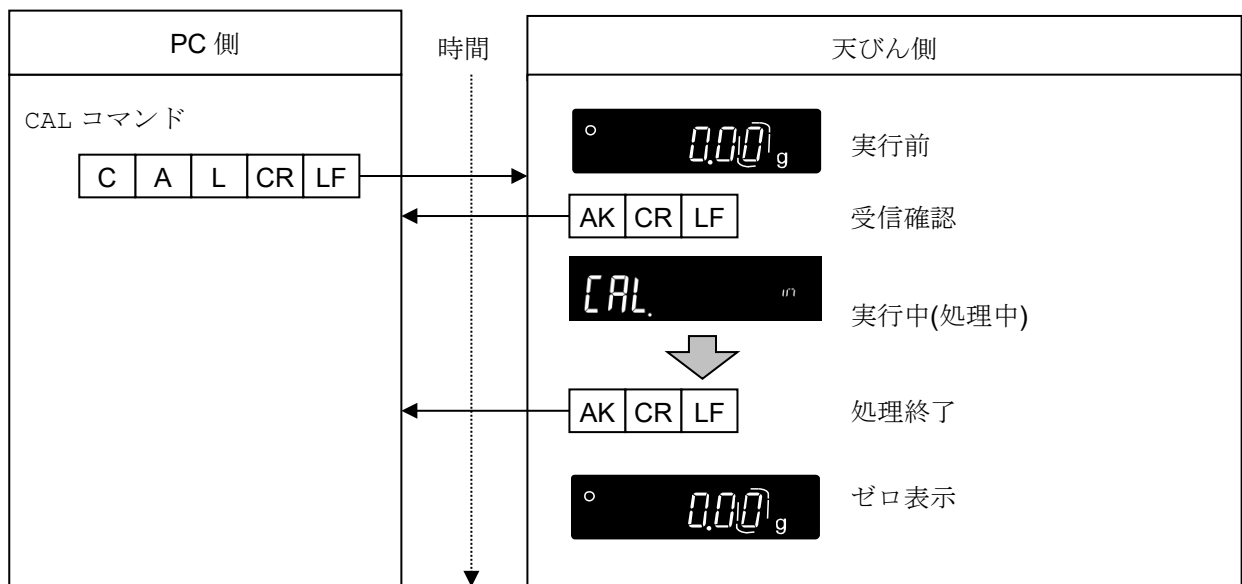 PC 側
時間
天びん側
CAL コマンド
C A L CR LF
0.00 g
実行前
AK CR LF
受信確認
CAL. in
実行中(処理中)
AK CR LF
処理終了
0.00 g
ゼロ表示